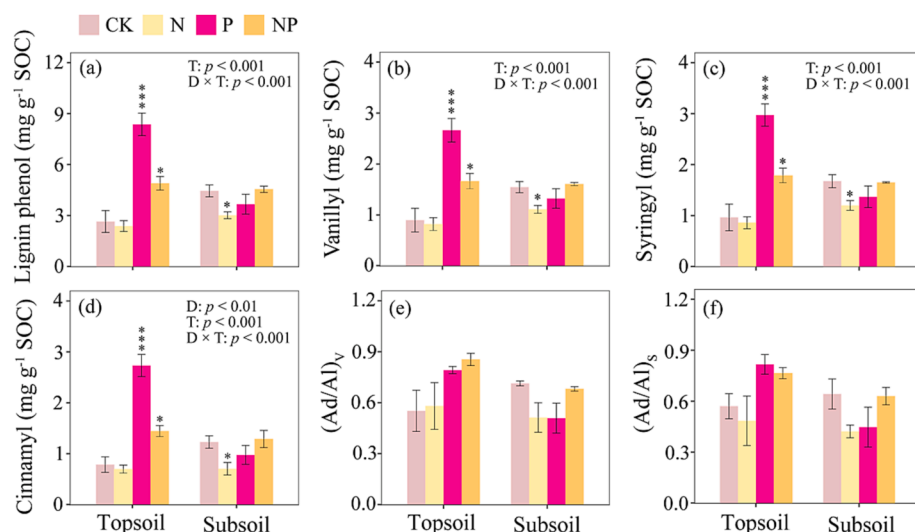 CK N P NP
(a)
T: p < 0.001
D × T: p < 0.001
Lignin phenol (mg g⁻¹ SOC)
12
9
6
3
0
***
*
*
(b)
T: p < 0.001
D × T: p < 0.001
Vanillyl (mg g⁻¹ SOC)
4
3
2
1
0
***
*
*
(c)
T: p < 0.001
D × T: p < 0.001
Syringyl (mg g⁻¹ SOC)
4
3
2
1
0
***
*
*
(d)
D: p < 0.01
T: p < 0.001
D × T: p < 0.001
Cinnamyl (mg g⁻¹ SOC)
4
3
2
1
0
***
*
*
Topsoil Subsoil
(e)
(Ad/Al)v
1.2
0.9
0.6
0.3
0.0
Topsoil Subsoil
(f)
(Ad/Al)s
1.2
0.9
0.6
0.3
0.0
Topsoil Subsoil